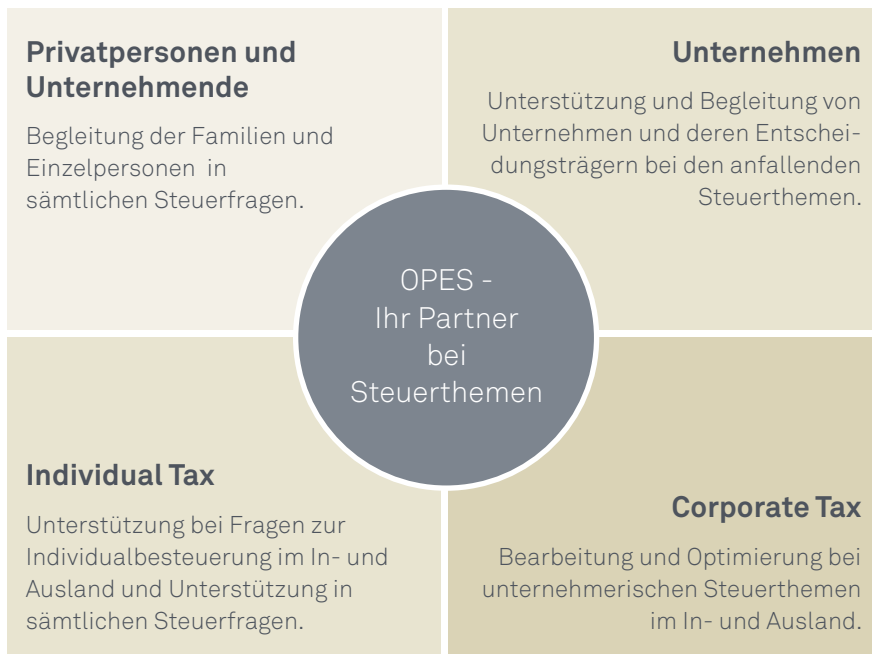 Privatpersonen und
Unternehmende
Begleitung der Familien und
Einzelpersonen in
sämtlichen Steuerfragen.
Unternehmen
Unterstützung und Begleitung von
Unternehmen und deren Entschei-
dungsträgern bei den anfallenden
Steuerthemen.
OPES -
Ihr Partner
bei
Steuerthemen
Individual Tax
Unterstützung bei Fragen zur
Individualbesteuerung im In- und
Ausland und Unterstützung in
sämtlichen Steuerfragen.
Corporate Tax
Bearbeitung und Optimierung bei
unternehmerischen Steuerthemen
im In- und Ausland.